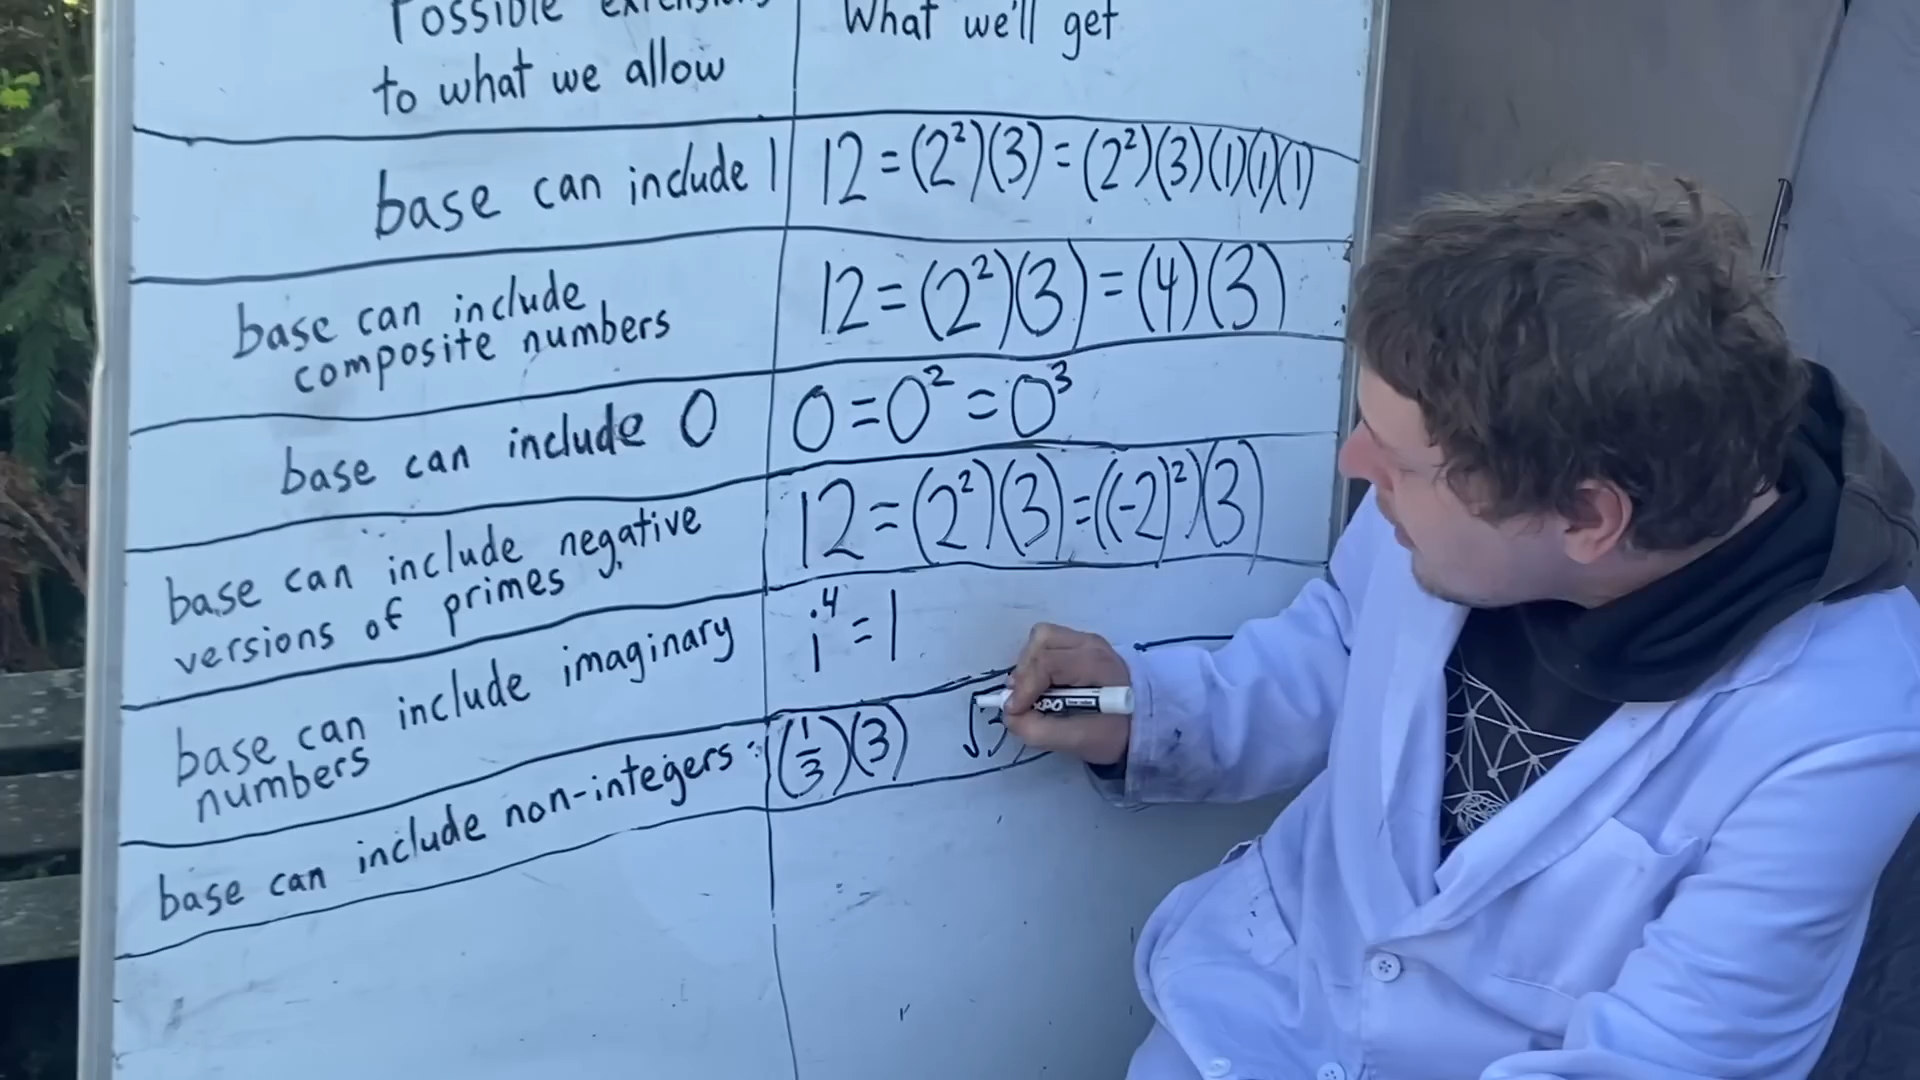 Possible extensions
to what we allow
What we'll get
base can include 1
12 = (2²)(3) = (2²)(3)(1)(1)(1)
base can include
composite numbers
12 = (2²)(3) = (4)(3)
base can include 0
0 = 0² = 0³
base can include negative
versions of primes
12 = (2²)(3) = ((-2)²)(3)
base can include imaginary
numbers
i⁴ = 1
base can include non-integers
(1/3)(3) √3
EXPO